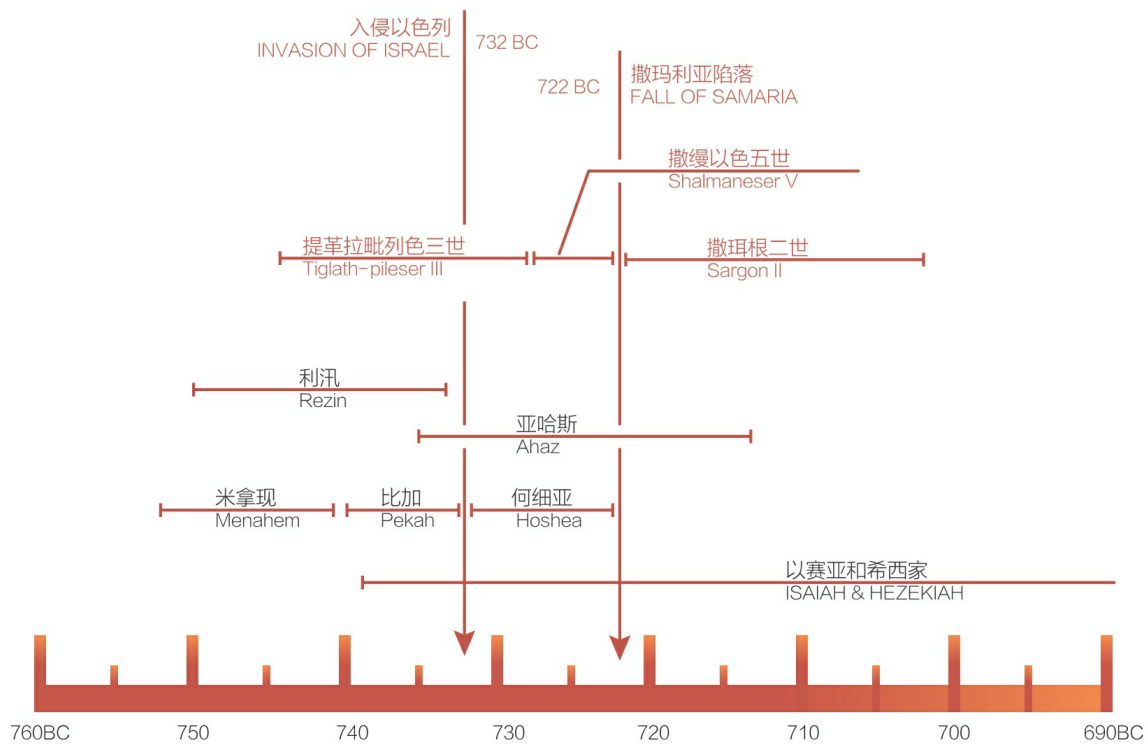 入侵以色列
INVASION OF ISRAEL
732 BC
722 BC
撒玛利亚陷落
FALL OF SAMARIA
撒缦以色五世
Shalmaneser V
提革拉毗列色三世
Tiglath-pileser III
撒珥根二世
Sargon II
利汛
Rezin
亚哈斯
Ahaz
米拿现
Menahem
比加
Pekah
何细亚
Hoshea
以赛亚和希西家
ISAIAH & HEZEKIAH
760BC
750
740
730
720
710
700
690BC